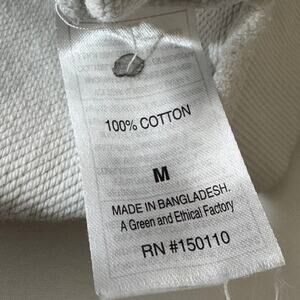 100% COTTON
M
MADE IN BANGLADESH.
A Green and Ethical Factory
RN #150110